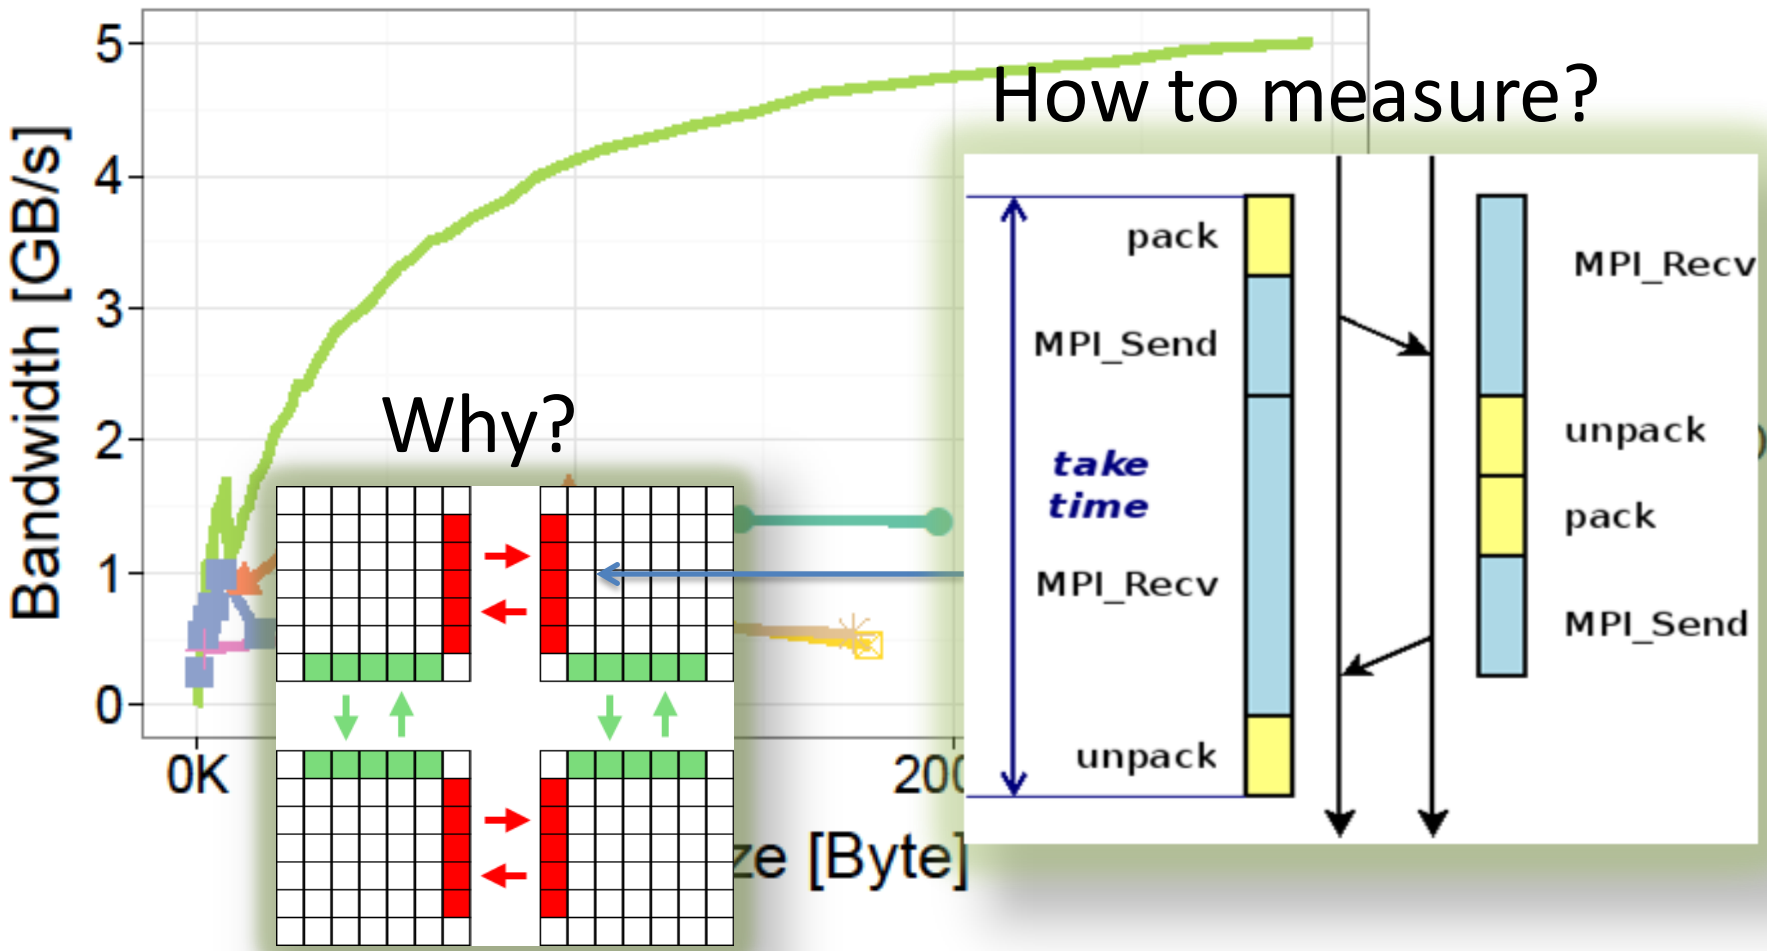 5
4
3
2
1
0
Bandwidth [GB/s]
0K
How to measure?
Why?
pack
MPI_Send
take
time
MPI_Recv
unpack
MPI_Recv
unpack
pack
MPI_Send
[Byte]